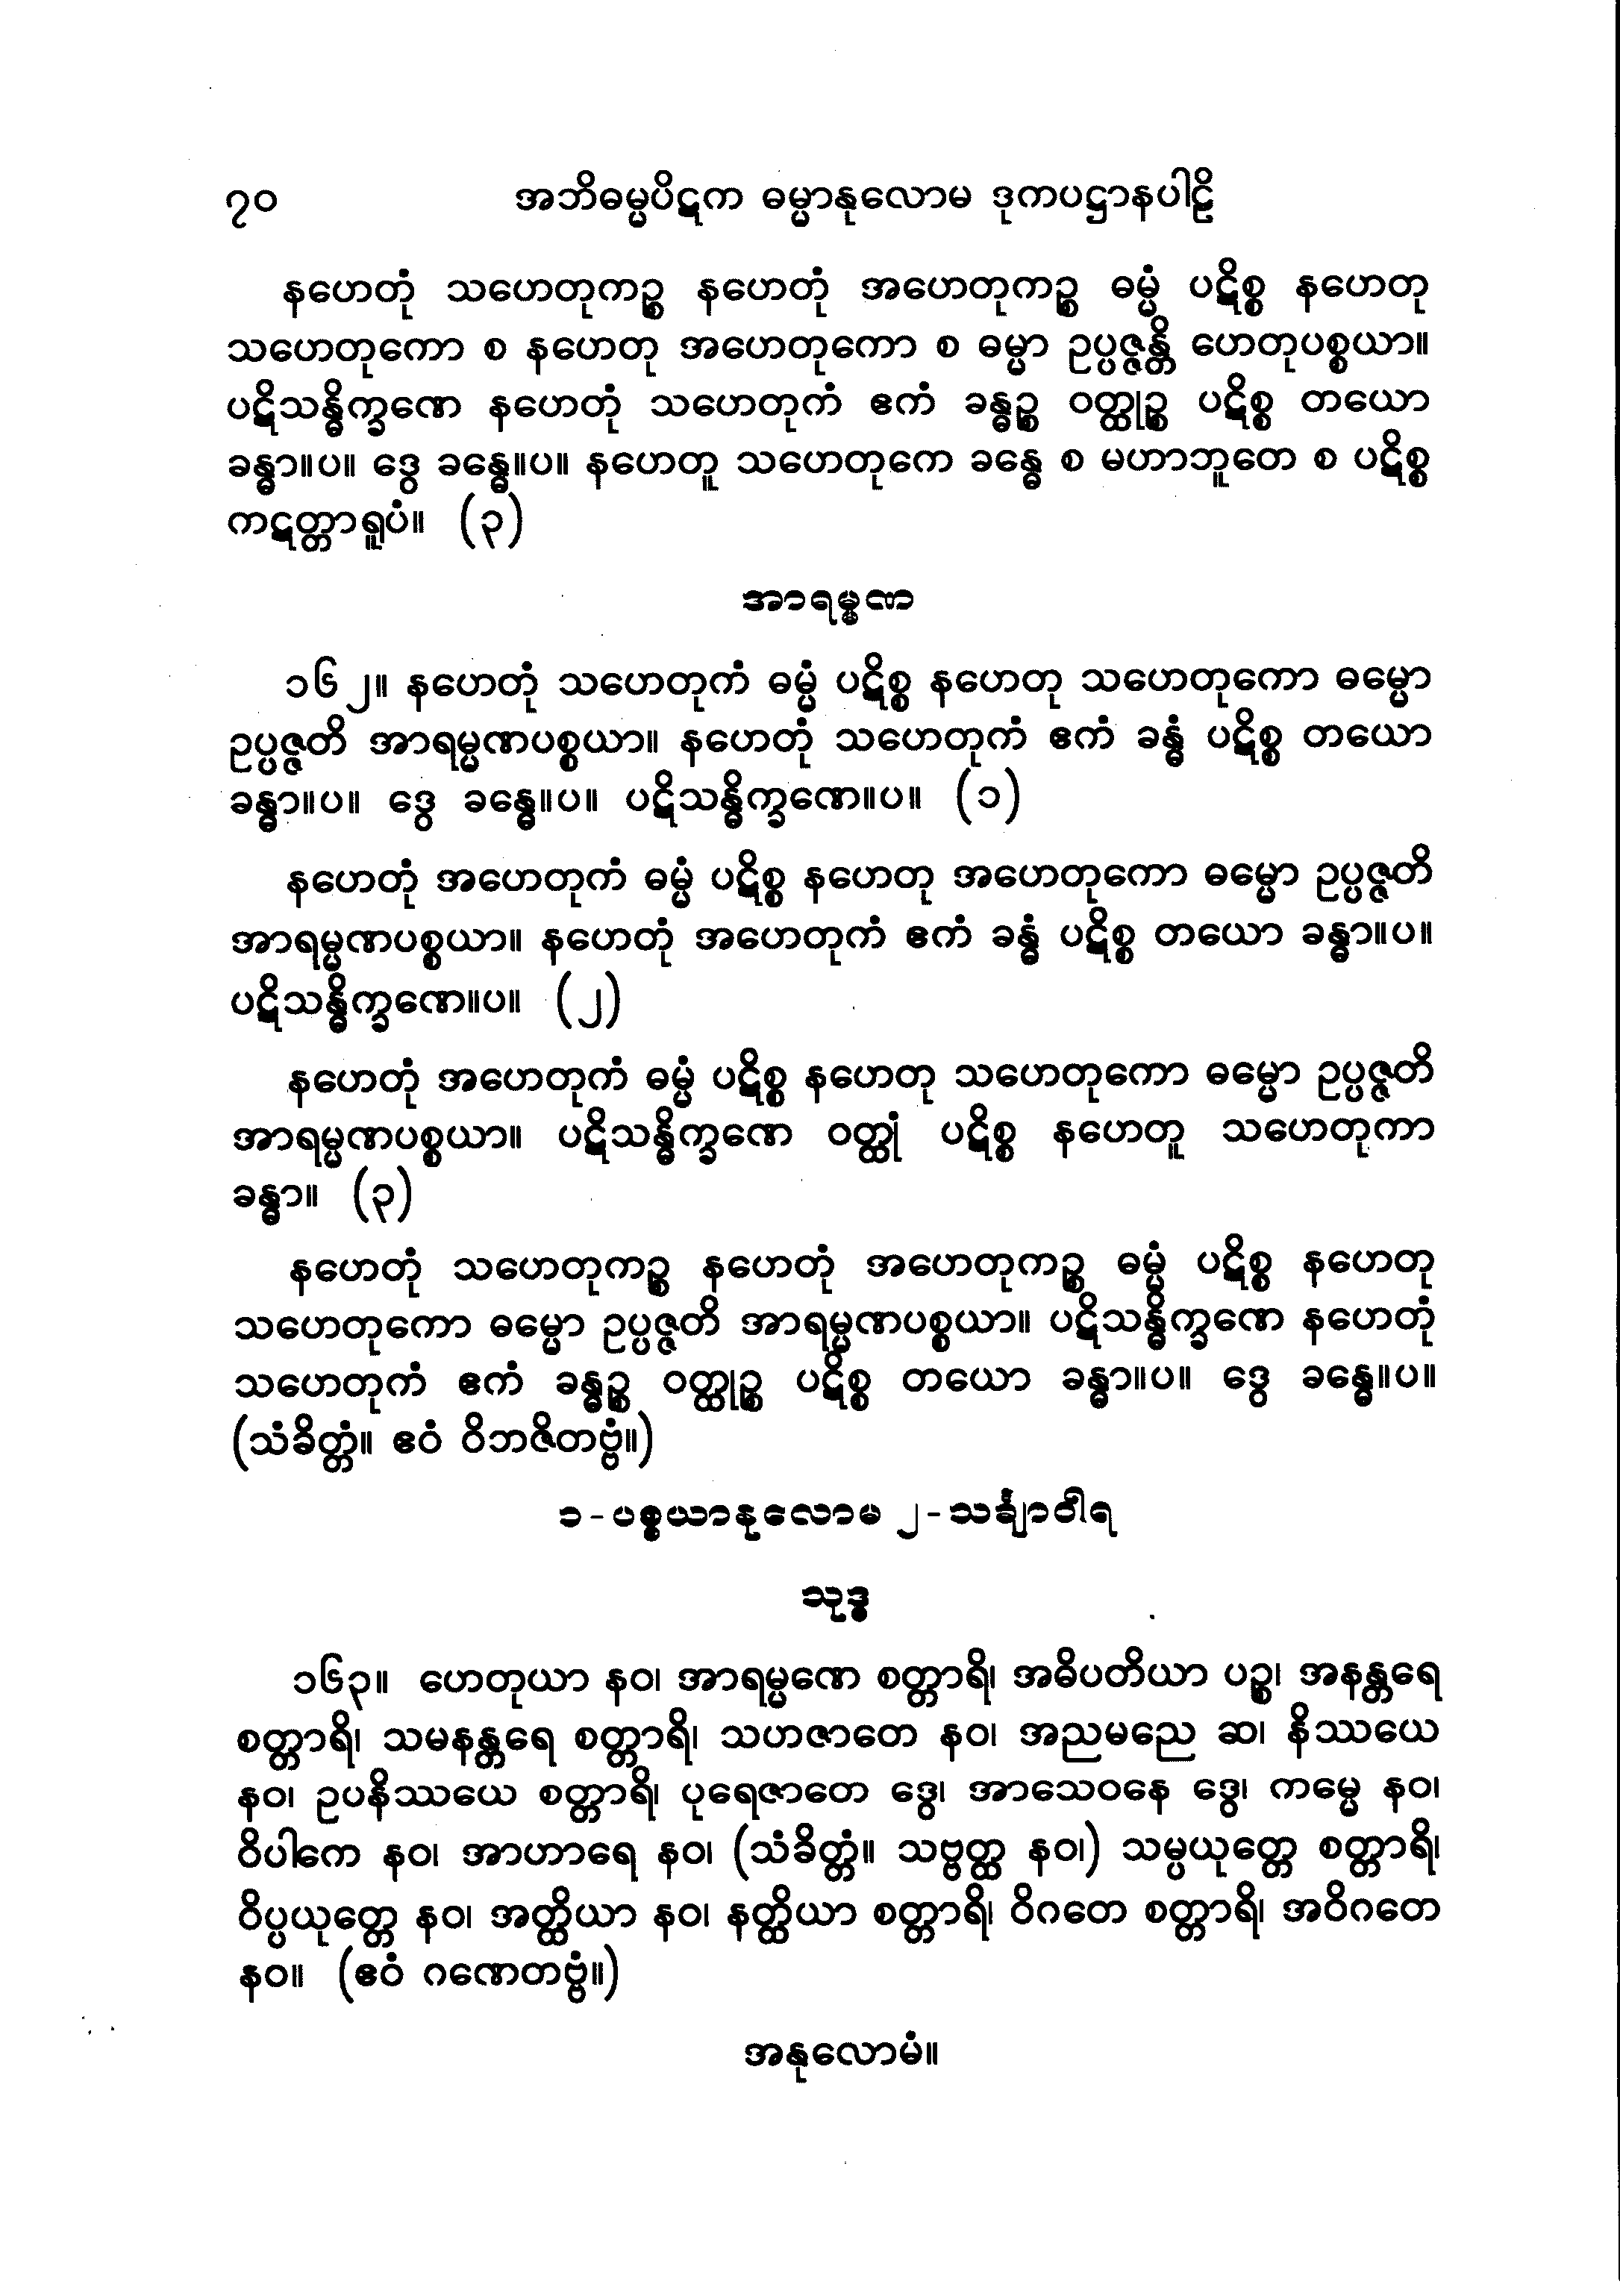 ၇၀ အဘိဓမ္မပိဋက ဓမ္မာနုလောမ ဒုကပဋ္ဌာနပါဠိ
နဟေတုံ သဟေတုကဉ္စ နဟေတုံ အဟေတုကဉ္စ ဓမ္မံ ပဋိစ္စ နဟေတု
သဟေတုကော စ နဟေတု အဟေတုကော စ ဓမ္မာ ဥပ္ပဇ္ဇန္တိ ဟေတုပစ္စယာ။
ပဋိသန္ဓိက္ခဏေ နဟေတုံ သဟေတုကံ ဧကံ ခန္ဓဉ္စ ဝတ္ထုဉ္စ ပဋိစ္စ တယော
ခန္ဓာ။ပ။ ဒွေ ခန္ဓေ။ပ။ နဟေတူ သဟေတုကေ ခန္ဓေ စ မဟာဘူတေ စ ပဋိစ္စ
ကဋတ္တာရူပံ။ (၃)
အာရမ္မဏ
၁၆၂။ နဟေတုံ သဟေတုကံ ဓမ္မံ ပဋိစ္စ နဟေတု သဟေတုကော ဓမ္မော
ဥပ္ပဇ္ဇတိ အာရမ္မဏပစ္စယာ။ နဟေတုံ သဟေတုကံ ဧကံ ခန္ဓံ ပဋိစ္စ တယော
ခန္ဓာ။ပ။ ဒွေ ခန္ဓေ။ပ။ ပဋိသန္ဓိက္ခဏေ။ပ။ (၁)
နဟေတုံ အဟေတုကံ ဓမ္မံ ပဋိစ္စ နဟေတု အဟေတုကော ဓမ္မော ဥပ္ပဇ္ဇတိ
အာရမ္မဏပစ္စယာ။ နဟေတုံ အဟေတုကံ ဧကံ ခန္ဓံ ပဋိစ္စ တယော ခန္ဓာ။ပ။
ပဋိသန္ဓိက္ခဏေ။ပ။ (၂)
နဟေတုံ အဟေတုကံ ဓမ္မံ ပဋိစ္စ နဟေတု သဟေတုကော ဓမ္မော ဥပ္ပဇ္ဇတိ
အာရမ္မဏပစ္စယာ။ ပဋိသန္ဓိက္ခဏေ ဝတ္ထုံ ပဋိစ္စ နဟေတူ သဟေတုကာ
ခန္ဓာ။ (၃)
နဟေတုံ သဟေတုကဉ္စ နဟေတုံ အဟေတုကဉ္စ ဓမ္မံ ပဋိစ္စ နဟေတု
သဟေတုကော ဓမ္မော ဥပ္ပဇ္ဇတိ အာရမ္မဏပစ္စယာ။ ပဋိသန္ဓိက္ခဏေ နဟေတုံ
သဟေတုကံ ဧကံ ခန္ဓဉ္စ ဝတ္ထုဉ္စ ပဋိစ္စ တယော ခန္ဓာ။ပ။ ဒွေ ခန္ဓေ။ပ။
(သံခိတ္တံ။ ဧဝံ ဝိဘဇိတဗ္ဗံ။)
၁-ပစ္စယာနုလောမ ၂-သင်္ချာဝါရ
သုဒ္ဓ
၁၆၃။ ဟေတုယာ နဝ၊ အာရမ္မဏေ စတ္တာရိ၊ အဓိပတိယာ ပဉ္စ၊ အနန္တရေ
စတ္တာရိ၊ သမနန္တရေ စတ္တာရိ၊ သဟဇာတေ နဝ၊ အညမညေ ဆ၊ နိဿယေ
နဝ၊ ဥပနိဿယေ စတ္တာရိ၊ ပုရေဇာတေ ဒွေ၊ အာသေဝနေ ဒွေ၊ ကမ္မေ နဝ၊
ဝိပါကေ နဝ၊ အာဟာရေ နဝ၊ (သံခိတ္တံ။ သဗ္ဗတ္ထ နဝ၊) သမ္ပယုတ္တေ စတ္တာရိ၊
ဝိပ္ပယုတ္တေ နဝ၊ အတ္ထိယာ နဝ၊ နတ္ထိယာ စတ္တာရိ၊ ဝိဂတေ စတ္တာရိ၊ အဝိဂတေ
နဝ။ (ဧဝံ ဂဏေတဗ္ဗံ။)
အနုလောမံ။